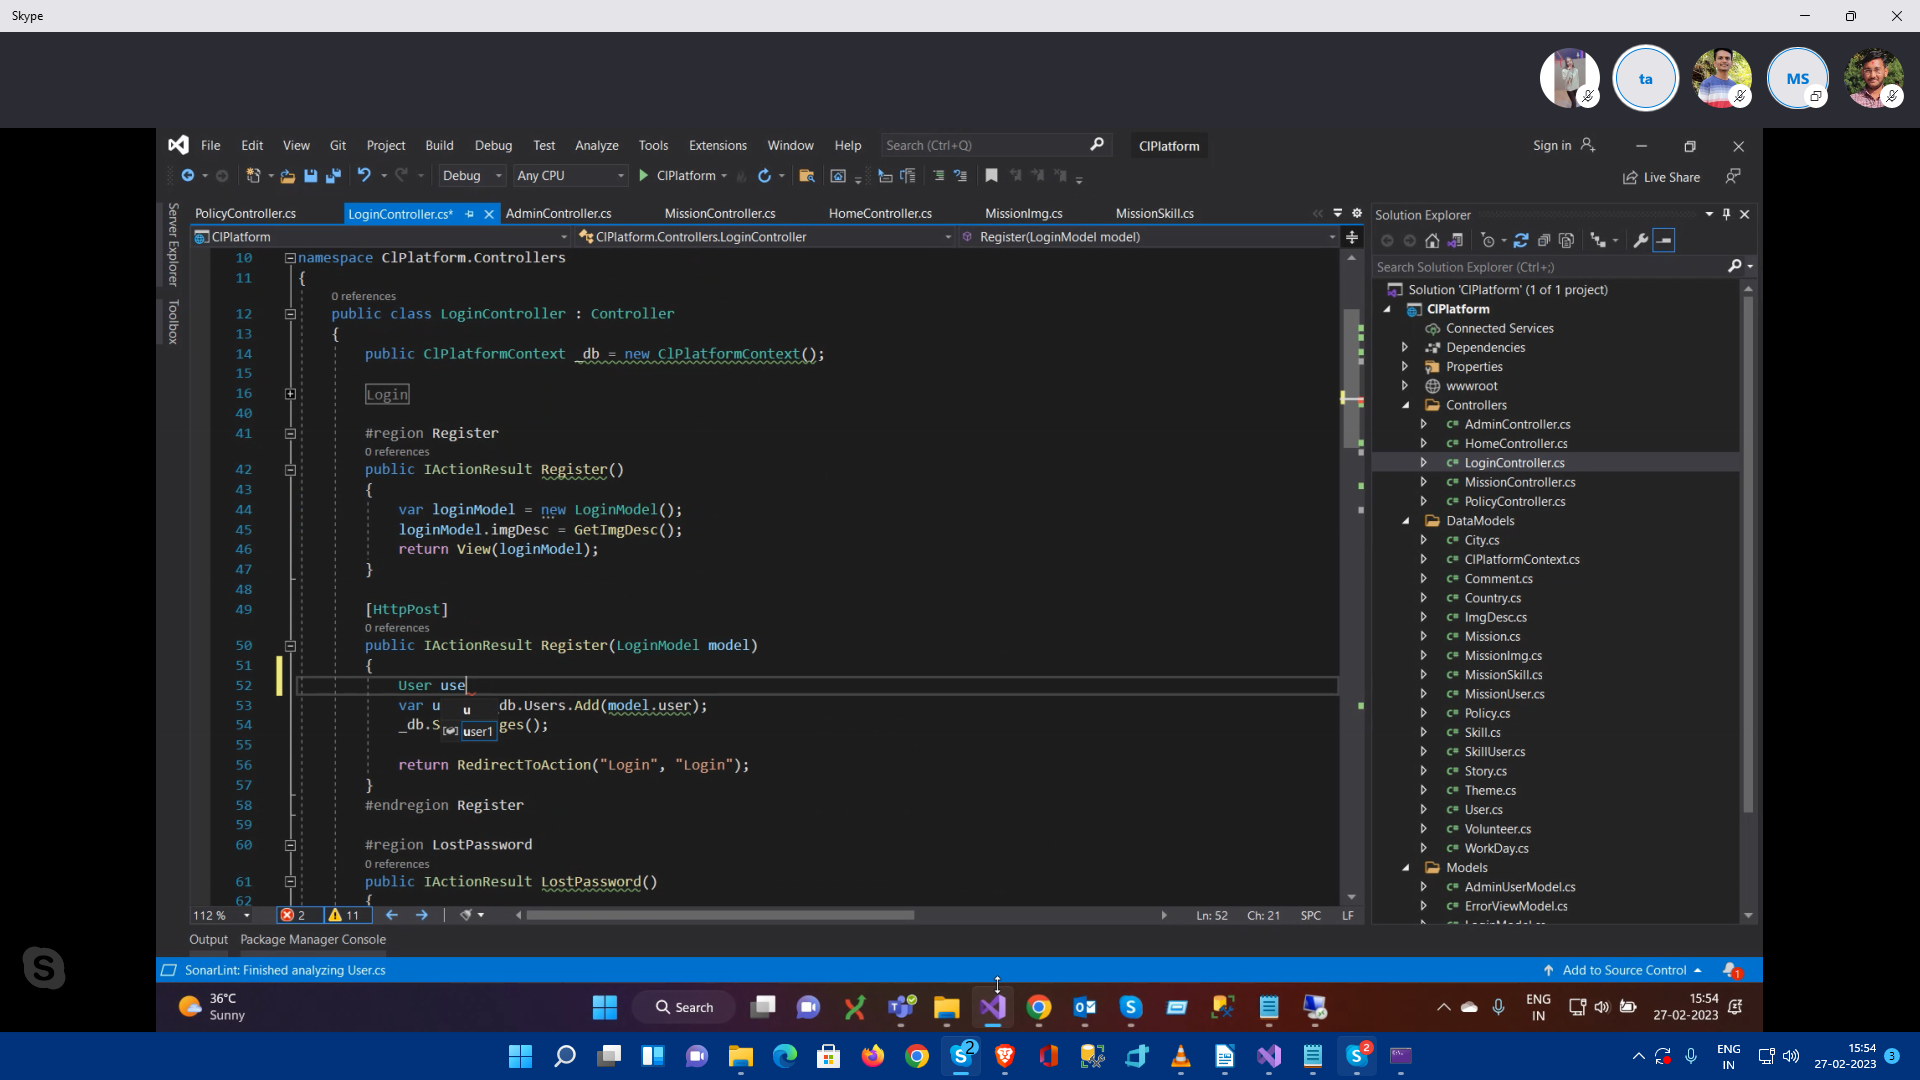 Skype
ta
MS
File Edit View Git Project Build Debug Test Analyze Tools Extensions Window Help Search (Ctrl+Q) CIPlatform Sign in
Debug Any CPU CIPlatform Live Share
PolicyController.cs LoginController.cs* AdminController.cs MissionController.cs HomeController.cs MissionImg.cs MissionSkill.cs
CIPlatform CIPlatform.Controllers.LoginController Register(LoginModel model)
Server Explorer
Toolbox
10 namespace CIPlatform.Controllers
11 {
0 references
12 public class LoginController : Controller
13 {
14 public CIPlatformContext _db = new CIPlatformContext();
15
16 Login
40
41 #region Register
0 references
42 public IActionResult Register()
43 {
44 var loginModel = new LoginModel();
45 loginModel.imgDesc = GetImgDesc();
46 return View(loginModel);
47 }
48
49 [HttpPost]
0 references
50 public IActionResult Register(LoginModel model)
51 {
52 User use
53 var u db.Users.Add(model.user);
u
54 _db.S ges();
user1
55
56 return RedirectToAction("Login", "Login");
57 }
58 #endregion Register
59
60 #region LostPassword
0 references
61 public IActionResult LostPassword()
62 {
112 % 2 11 Ln: 52 Ch: 21 SPC LF
Output Package Manager Console
SonarLint: Finished analyzing User.cs Add to Source Control 1
Solution Explorer
Search Solution Explorer (Ctrl+;)
Solution 'CIPlatform' (1 of 1 project)
CIPlatform
Connected Services
Dependencies
Properties
wwwroot
Controllers
C# AdminController.cs
C# HomeController.cs
C# LoginController.cs
C# MissionController.cs
C# PolicyController.cs
DataModels
C# City.cs
C# CIPlatformContext.cs
C# Comment.cs
C# Country.cs
C# ImgDesc.cs
C# Mission.cs
C# MissionImg.cs
C# MissionSkill.cs
C# MissionUser.cs
C# Policy.cs
C# Skill.cs
C# SkillUser.cs
C# Story.cs
C# Theme.cs
C# User.cs
C# Volunteer.cs
C# WorkDay.cs
Models
C# AdminUserModel.cs
C# ErrorViewModel.cs
36°C
Sunny
Search
ENG
IN
15:54
27-02-2023
2
2
ENG
IN
15:54
27-02-2023
3